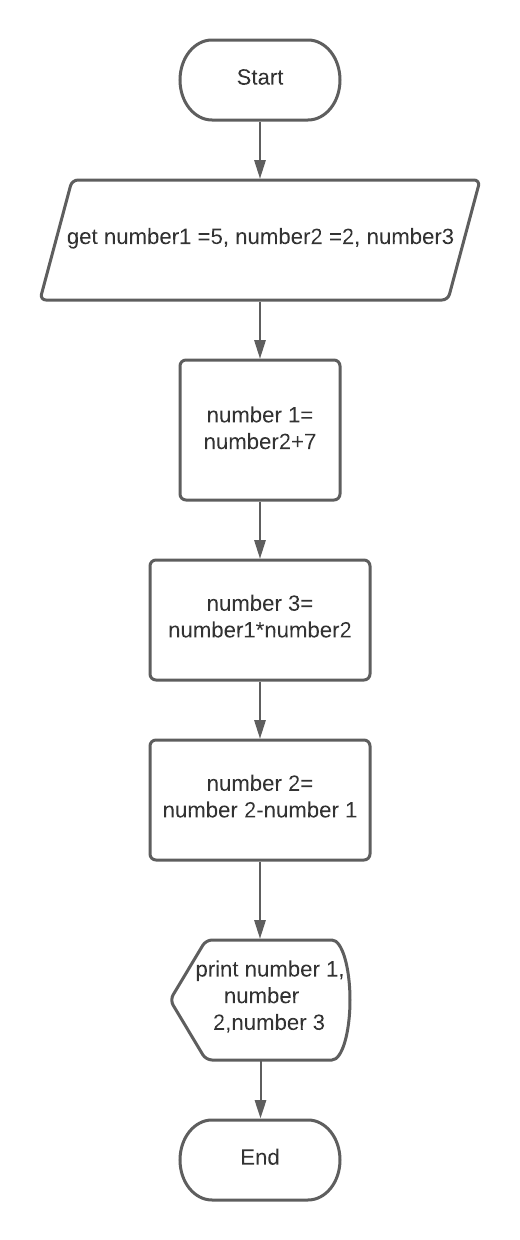 Start
get number1 =5, number2 =2, number3
number 1=
number2+7
number 3=
number1*number2
number 2=
number 2-number 1
print number 1,
number
2,number 3
End